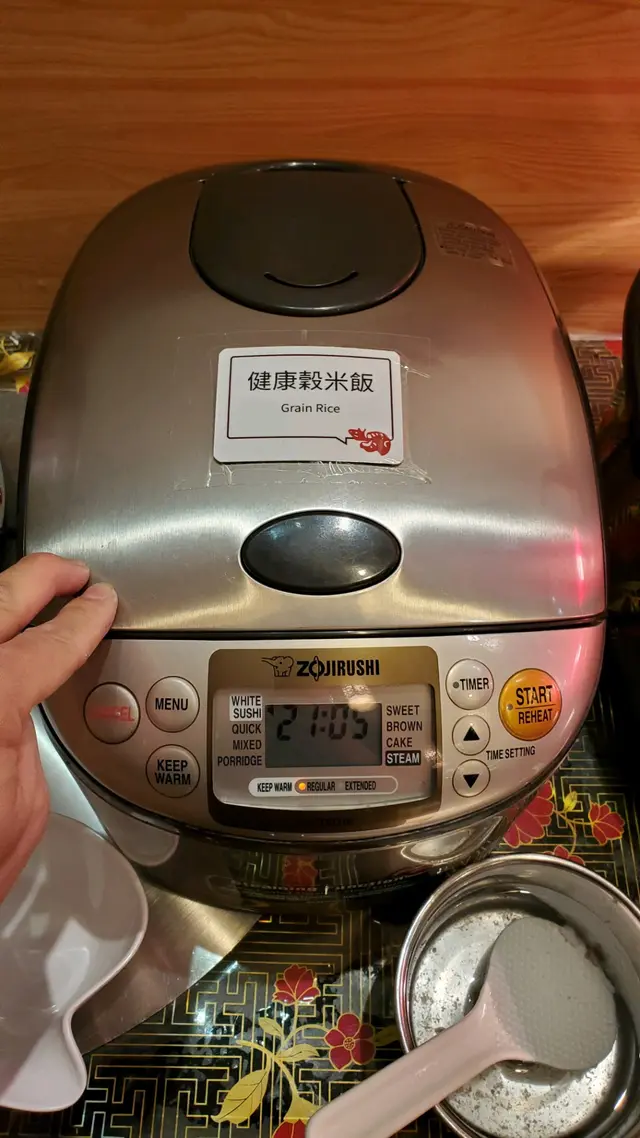 健康穀米飯
Grain Rice
ZOJIRUSHI
MENU
KEEP
WARM
WHITE
SUSHI
QUICK
MIXED
PORRIDGE
21:05
SWEET
BROWN
CAKE
STEAM
KEEP WARM REGULAR EXTENDED
TIMER
▲
TIME SETTING
▼
START
REHEAT